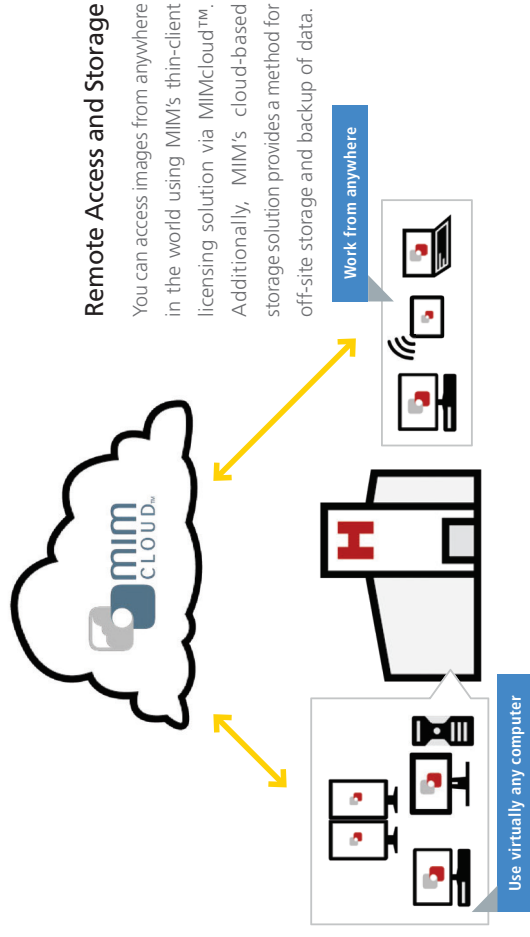 Remote Access and Storage
You can access images from anywhere
in the world using MIM's thin-client
licensing solution via MIMcloud™.
Additionally, MIM's cloud-based
storage solution provides a method for
off-site storage and backup of data.
Work from anywhere
mim
CLOUD™
H
Use virtually any computer